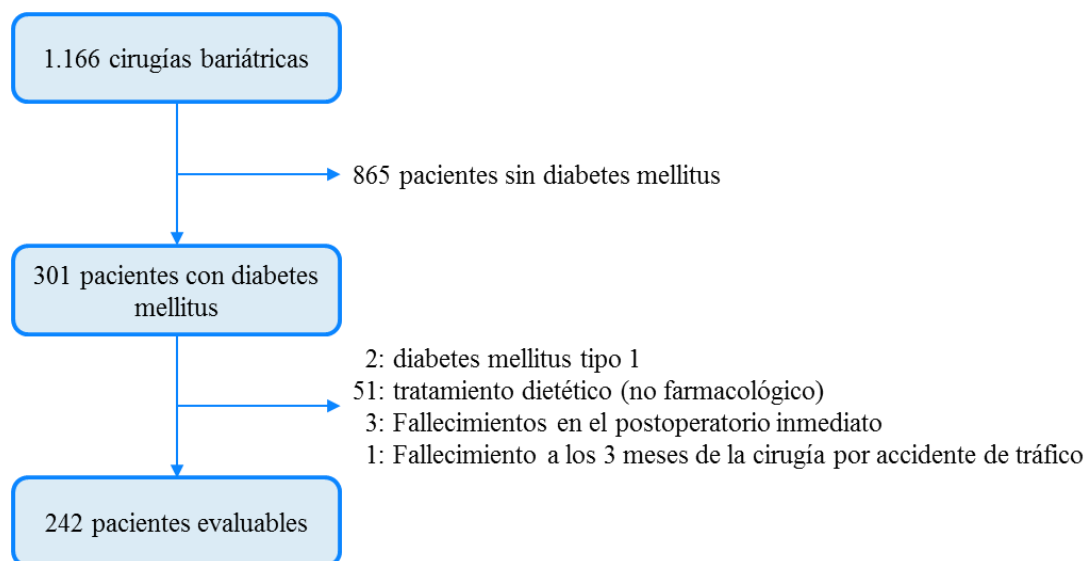 1.166 cirugías bariátricas
865 pacientes sin diabetes mellitus
301 pacientes con diabetes
mellitus
2: diabetes mellitus tipo 1
51: tratamiento dietético (no farmacológico)
3: Fallecimientos en el postoperatorio inmediato
1: Fallecimiento a los 3 meses de la cirugía por accidente de tráfico
242 pacientes evaluables